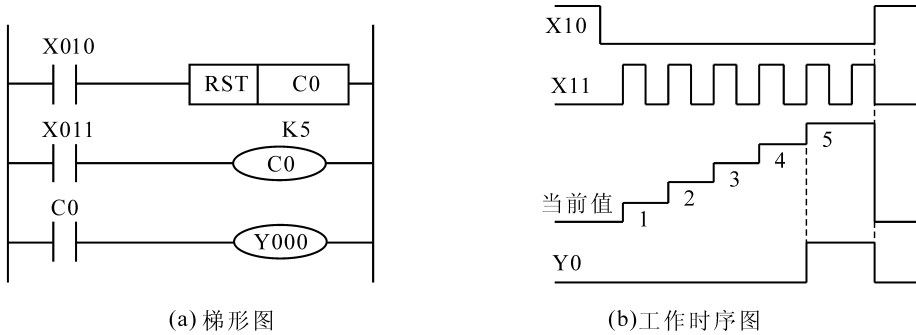 X010
RST C0
X011 K5
C0
C0
Y000
(a) 梯形图
X10
X11
当前值 1 2 3 4 5
Y0
(b) 工作时序图